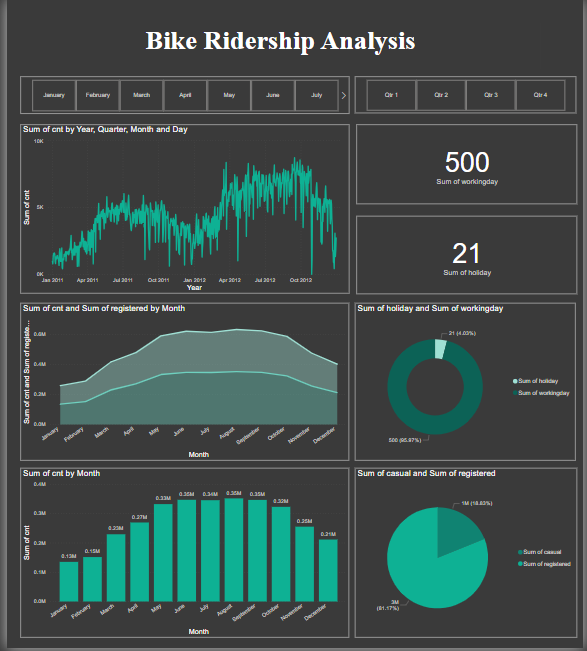 Bike Ridership Analysis
January February March April May June July
Qtr 1 Qtr 2 Qtr 3 Qtr 4
Sum of cnt by Year, Quarter, Month and Day
Sum of cnt
10K
5K
0K
Jan 2011 Apr 2011 Jul 2011 Oct 2011 Jan 2012 Apr 2012 Jul 2012 Oct 2012
Year
500
Sum of workingday
21
Sum of holiday
Sum of cnt and Sum of registered by Month
Sum of cnt and Sum of registe...
0.6M
0.4M
0.2M
0.0M
January February March April May June July August September October November December
Month
Sum of holiday and Sum of workingday
21 (4.03%)
500 (95.97%)
Sum of holiday
Sum of workingday
Sum of cnt by Month
Sum of cnt
0.4M
0.3M
0.2M
0.1M
0.0M
0.13M 0.15M 0.23M 0.27M 0.33M 0.35M 0.34M 0.35M 0.35M 0.32M 0.25M 0.21M
January February March April May June July August September October November December
Month
Sum of casual and Sum of registered
1M (18.83%)
3M
(81.17%)
Sum of casual
Sum of registered